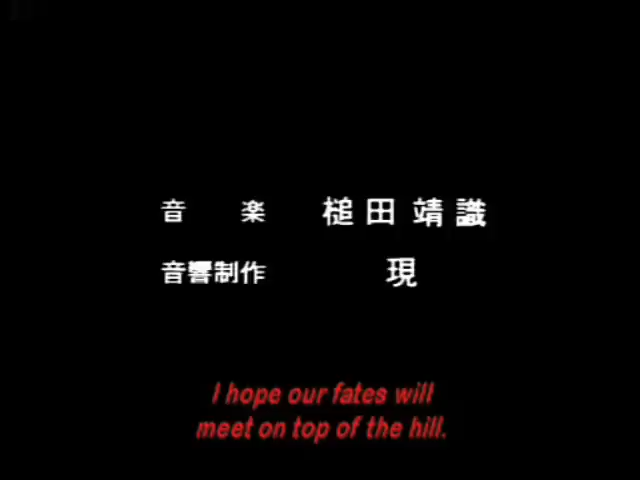 音楽 槌田靖識
音響制作 現
I hope our fates will
meet on top of the hill.